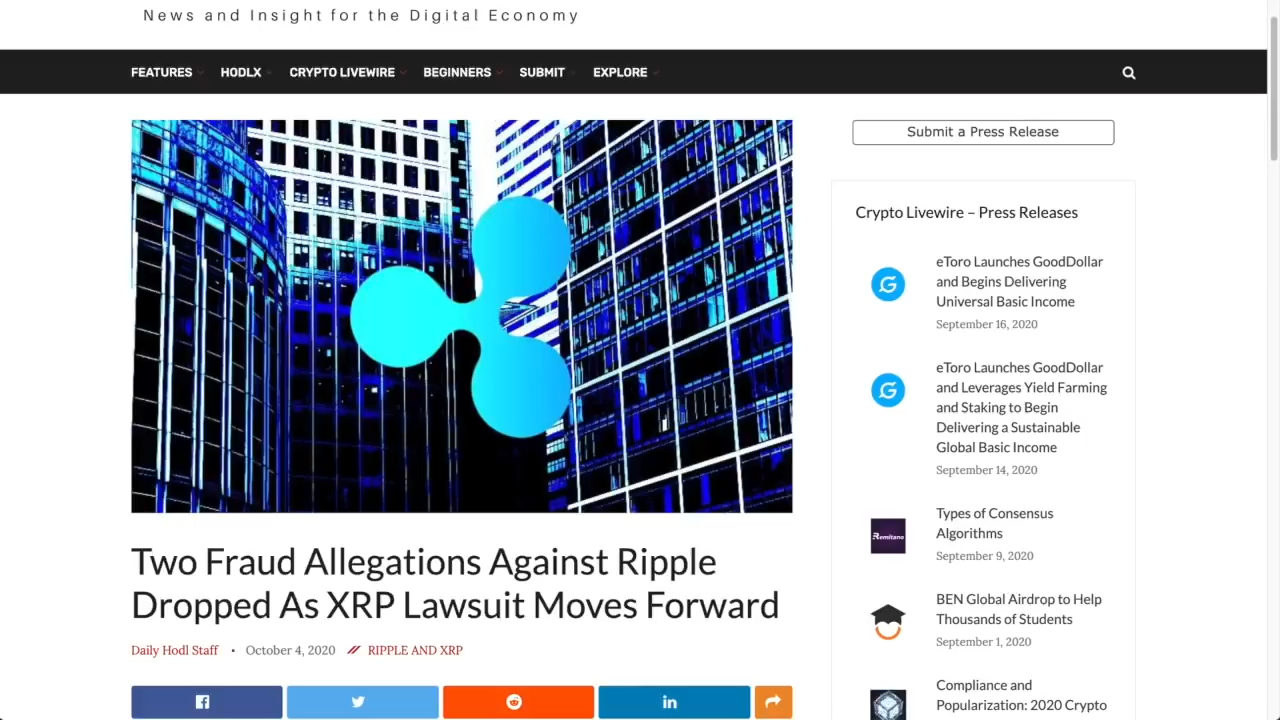 News and Insight for the Digital Economy
FEATURES HODLX CRYPTO LIVEWIRE BEGINNERS SUBMIT EXPLORE
Submit a Press Release
Crypto Livewire – Press Releases
eToro Launches GoodDollar
and Begins Delivering
Universal Basic Income
September 16, 2020
eToro Launches GoodDollar
and Leverages Yield Farming
and Staking to Begin
Delivering a Sustainable
Global Basic Income
September 14, 2020
Remitano
Types of Consensus
Algorithms
September 9, 2020
BEN Global Airdrop to Help
Thousands of Students
September 1, 2020
Compliance and
Popularization: 2020 Crypto
Two Fraud Allegations Against Ripple
Dropped As XRP Lawsuit Moves Forward
Daily Hodl Staff • October 4, 2020 // RIPPLE AND XRP